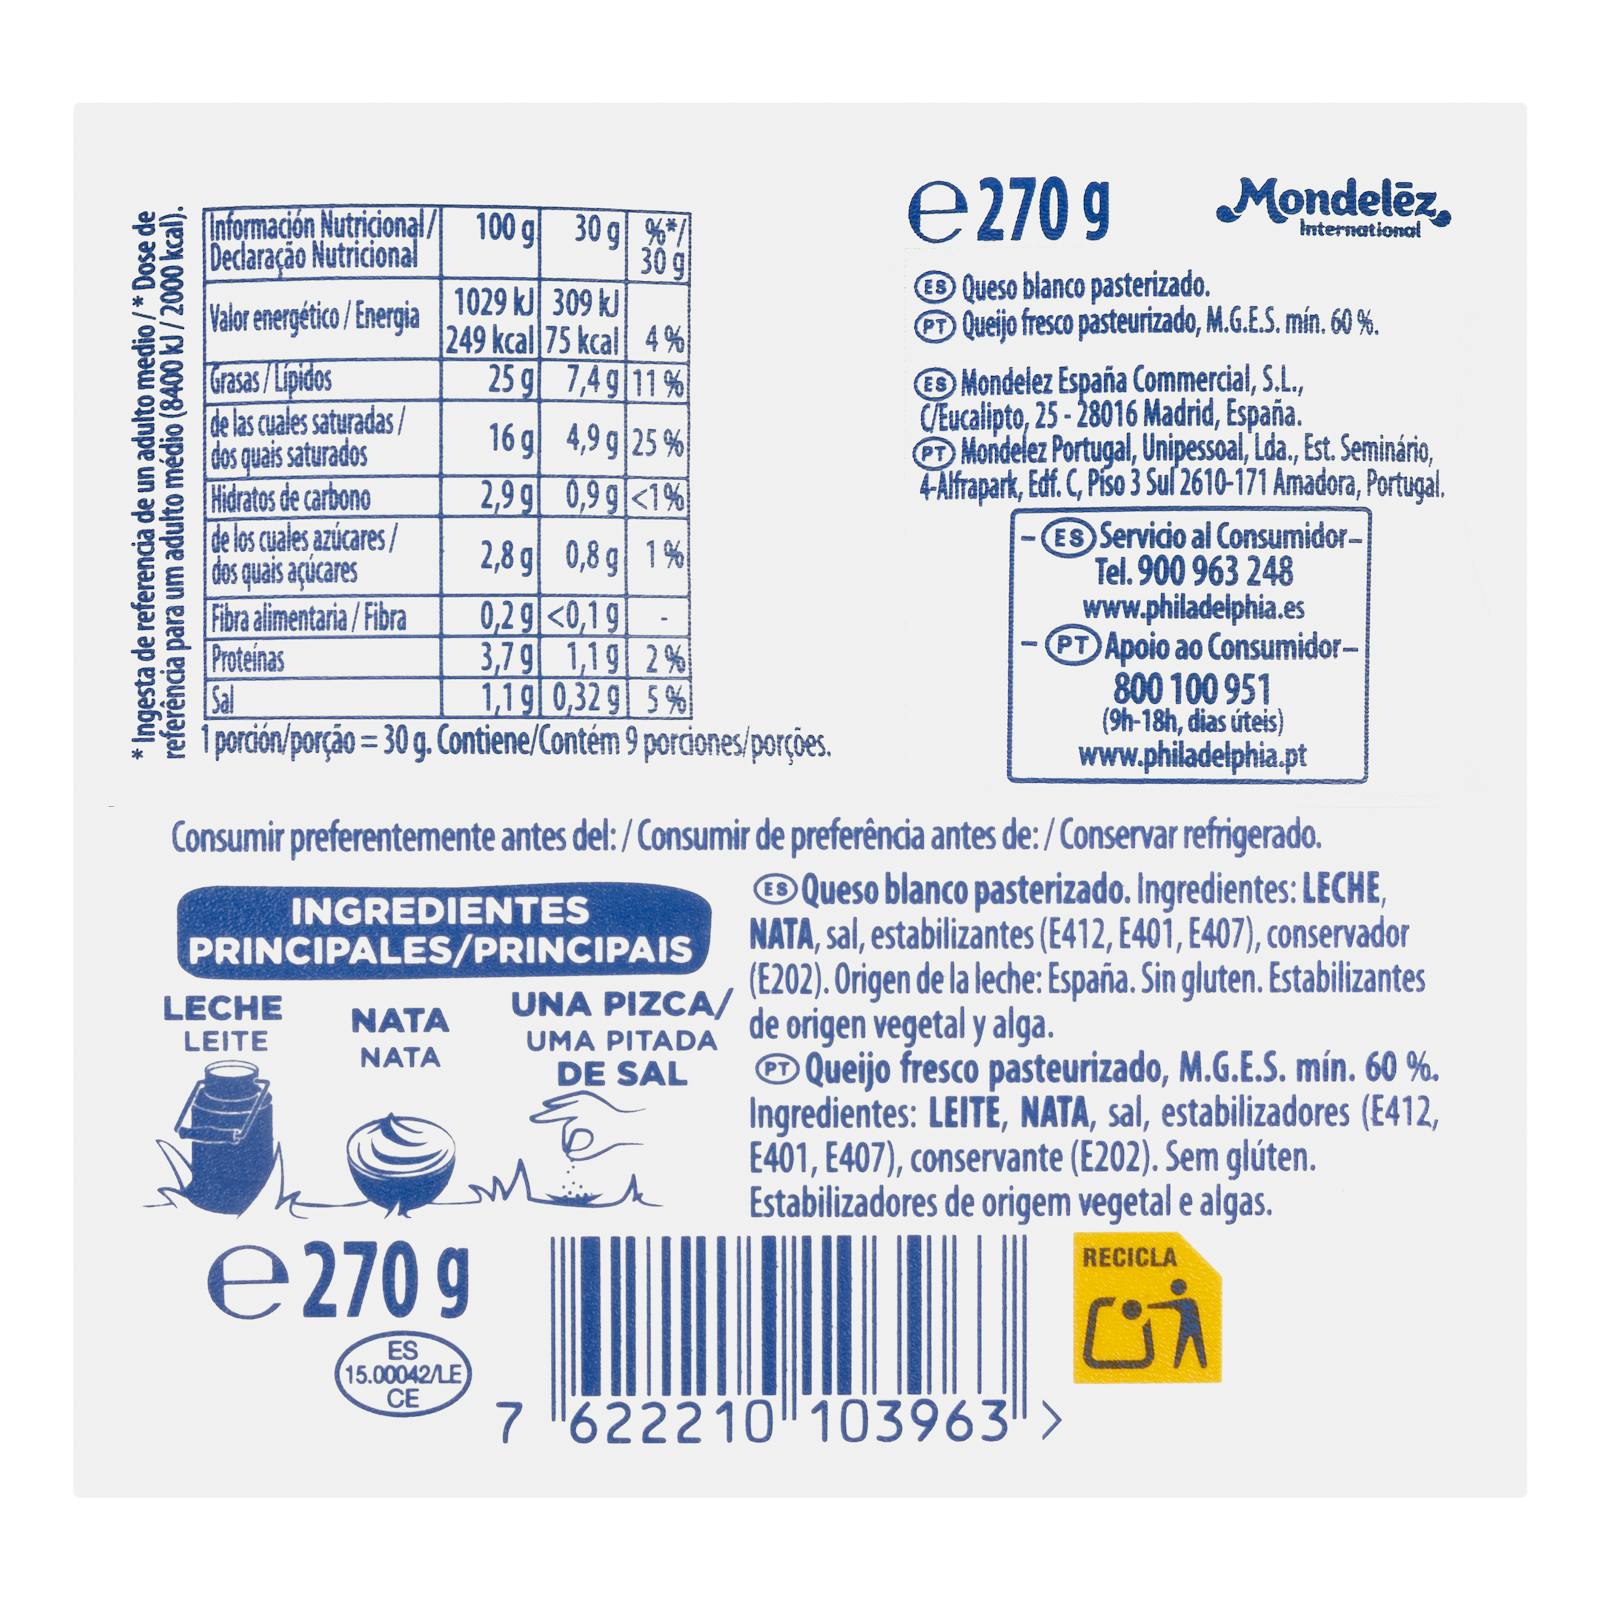 * Ingesta de referencia de un adulto medio / * Dose de
referência para um adulto médio (8400 kJ / 2000 kcal).
Información Nutricional / 100 g 30 g %*/
Declaração Nutricional 30 g
Valor energético / Energia 1029 kJ 309 kJ
249 kcal 75 kcal 4 %
Grasas / Lípidos 25 g 7,4 g 11 %
de las cuales saturadas /
dos quais saturados 16 g 4,9 g 25 %
Hidratos de carbono 2,9 g 0,9 g <1 %
de los cuales azúcares /
dos quais açúcares 2,8 g 0,8 g 1 %
Fibra alimentaria / Fibra 0,2 g <0,1 g -
Proteínas 3,7 g 1,1 g 2 %
Sal 1,1 g 0,32 g 5 %
1 porción/porção = 30 g. Contiene/Contém 9 porciones/porções.
e 270 g
Mondelēz
International
ES Queso blanco pasterizado.
PT Queijo fresco pasteurizado, M.G.E.S. mín. 60 %.
ES Mondelez España Commercial, S.L.,
C/Eucalipto, 25 - 28016 Madrid, España.
PT Mondelez Portugal, Unipessoal, Lda., Est. Seminário,
4-Alfrapark, Edf. C, Piso 3 Sul 2610-171 Amadora, Portugal.
- ES Servicio al Consumidor-
Tel. 900 963 248
www.philadelphia.es
- PT Apoio ao Consumidor-
800 100 951
(9h-18h, dias úteis)
www.philadelphia.pt
Consumir preferentemente antes del: / Consumir de preferência antes de: / Conservar refrigerado.
INGREDIENTES
PRINCIPALES/PRINCIPAIS
LECHE
LEITE
NATA
NATA
UNA PIZCA/
UMA PITADA
DE SAL
ES Queso blanco pasterizado. Ingredientes: LECHE,
NATA, sal, estabilizantes (E412, E401, E407), conservador
(E202). Origen de la leche: España. Sin gluten. Estabilizantes
de origen vegetal y alga.
PT Queijo fresco pasteurizado, M.G.E.S. mín. 60 %.
Ingredientes: LEITE, NATA, sal, estabilizadores (E412,
E401, E407), conservante (E202). Sem glúten.
Estabilizadores de origem vegetal e algas.
e 270 g
ES
15.00042/LE
CE
7 622210 103963 >
RECICLA